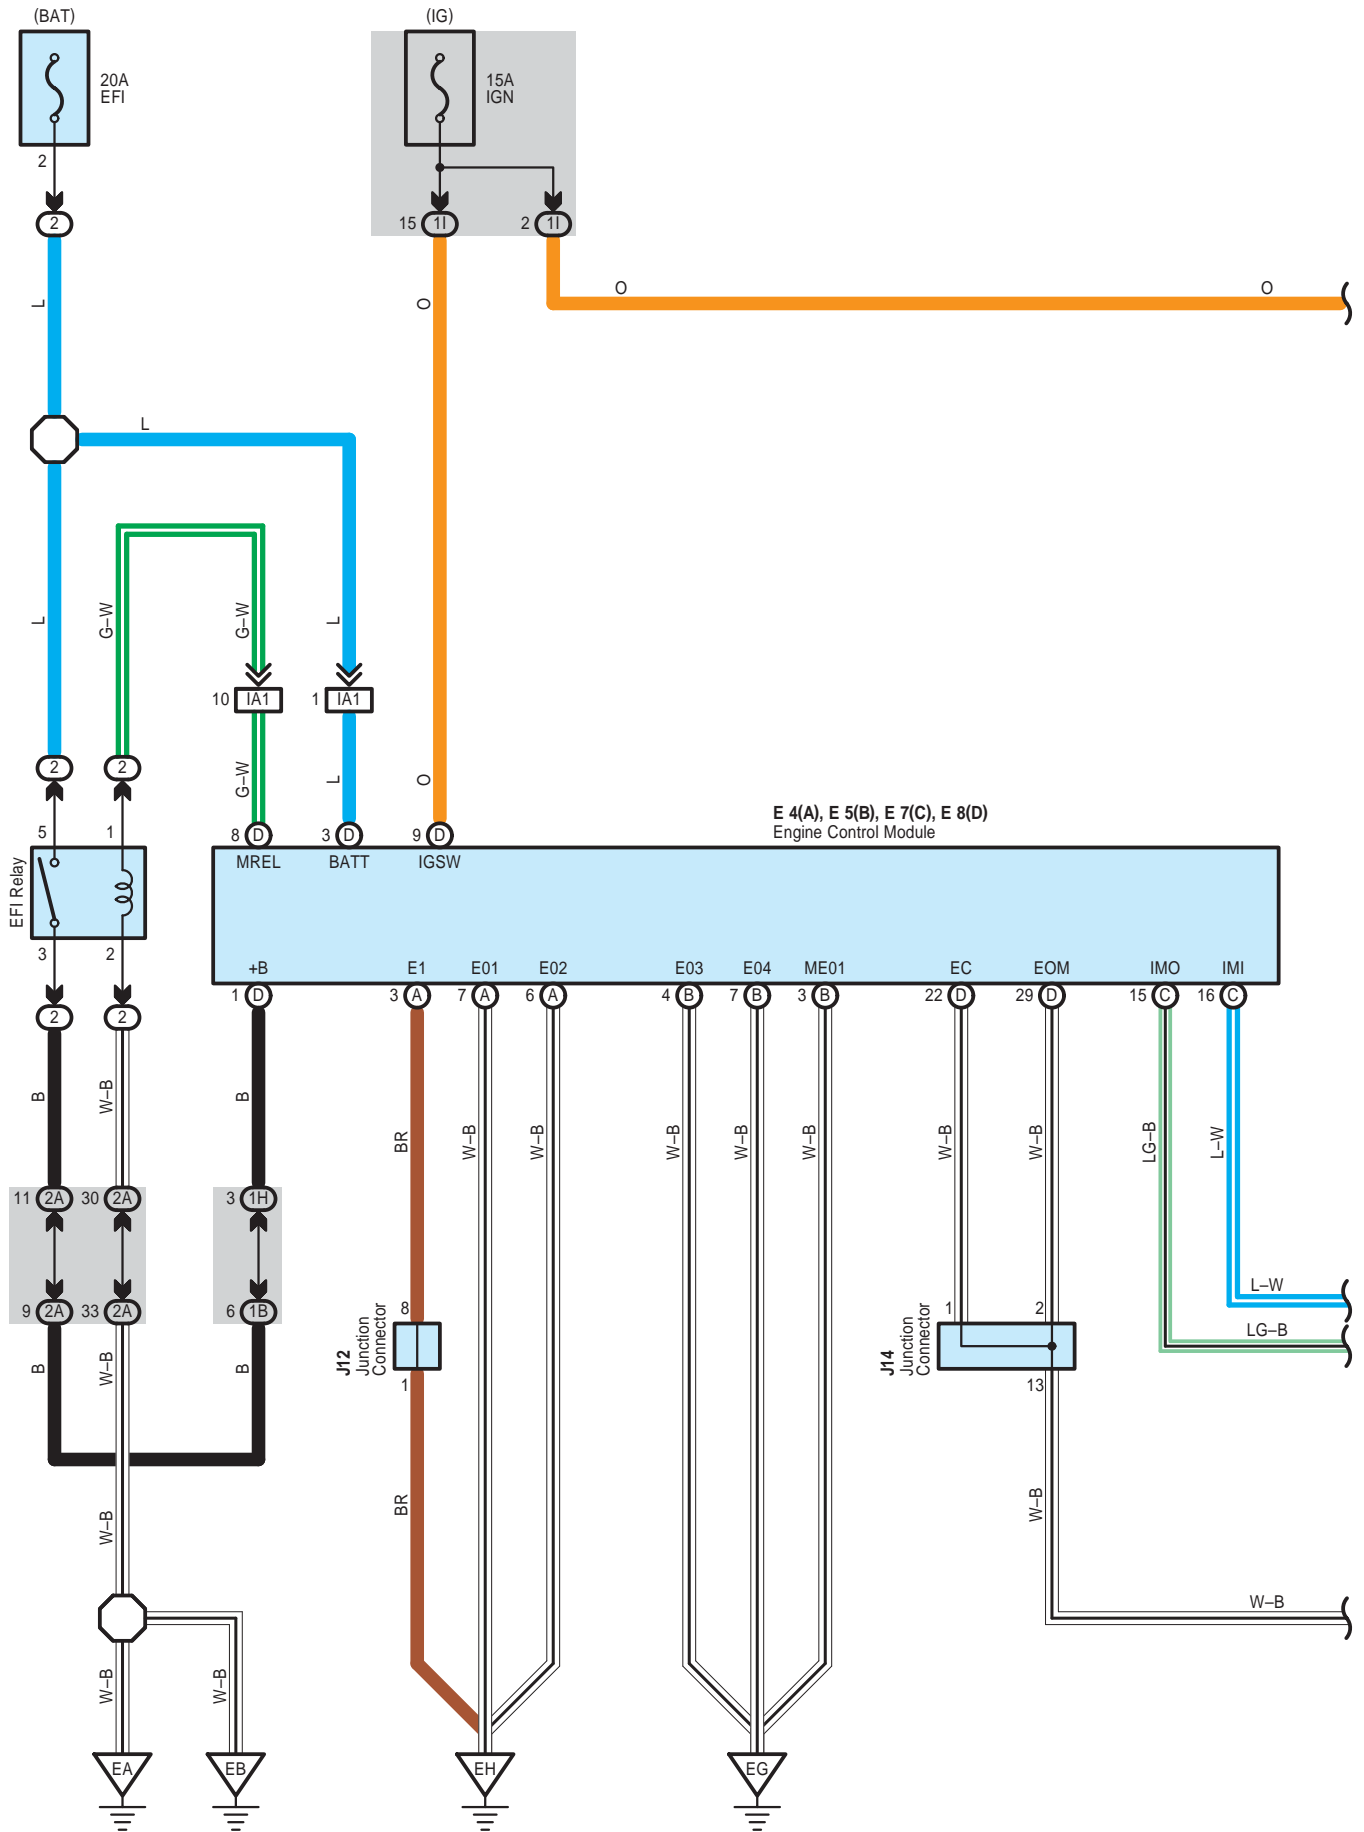 (BAT)
(IG)
20A
EFI
15A
IGN
2
2
15 1I
2 1I
L
O
O
O
L
L
G–W
G–W
L
10 IA1
1 IA1
G–W
L
O
2
2
5
1
E 4(A), E 5(B), E 7(C), E 8(D)
Engine Control Module
8 D
3 D
9 D
MREL
BATT
IGSW
EFI Relay
3
2
+B
E1
E01
E02
E03
E04
ME01
EC
EOM
IMO
IMI
1 D
3 A
7 A
6 A
4 B
7 B
3 B
22 D
29 D
15 C
16 C
2
2
B
W–B
B
BR
W–B
W–B
W–B
W–B
W–B
W–B
W–B
LG–B
L–W
11 2A
30 2A
3 1H
9 2A
33 2A
6 1B
L–W
LG–B
8
J12
Junction
Connector
1
1
2
J14
Junction
Connector
13
B
W–B
B
W–B
BR
W–B
W–B
W–B
W–B
EA
EB
EH
EG